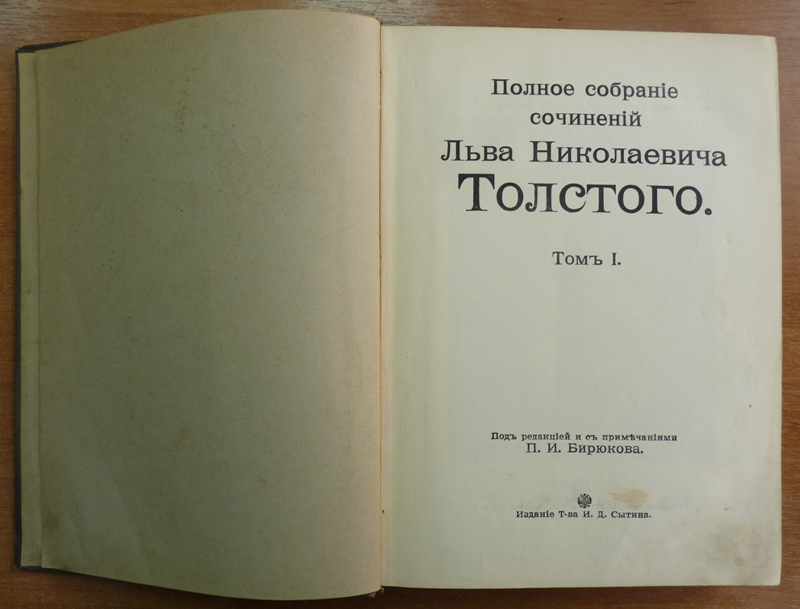 Полное собраніе
сочиненій
Льва Николаевича
Толстого.
Томъ I.
Подъ редакціей и съ примѣчаніями
П. И. Бирюкова.
Изданіе Т-ва И. Д. Сытина.